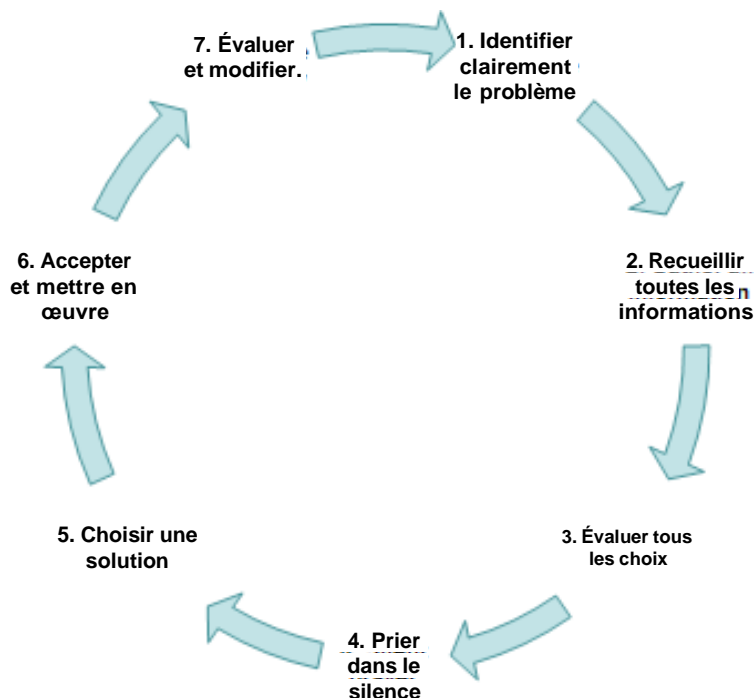 1. Identifier
clairement
le problème
2. Recueillir
toutes les
informations
3. Évaluer tous
les choix
4. Prier
dans le
silence
5. Choisir une
solution
6. Accepter
et mettre en
œuvre
7. Évaluer
et modifier.